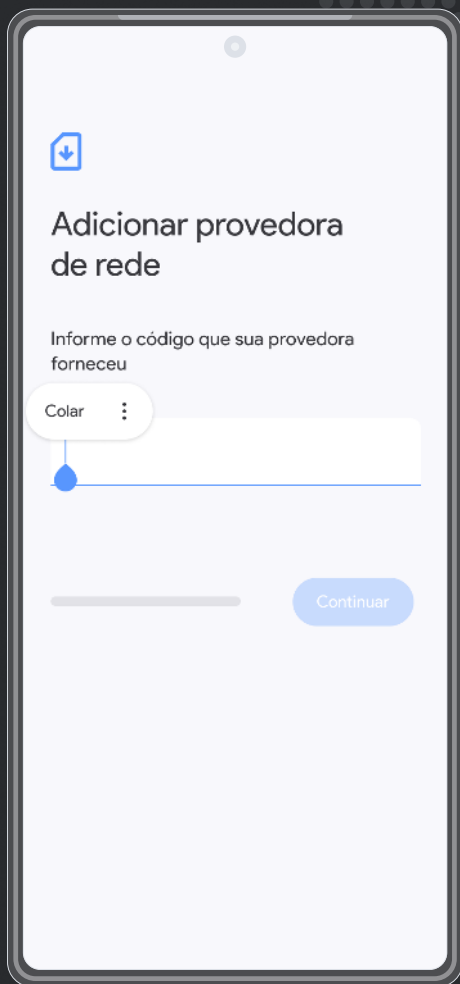 Adicionar provedora
de rede
Informe o código que sua provedora
forneceu
Colar
Continuar